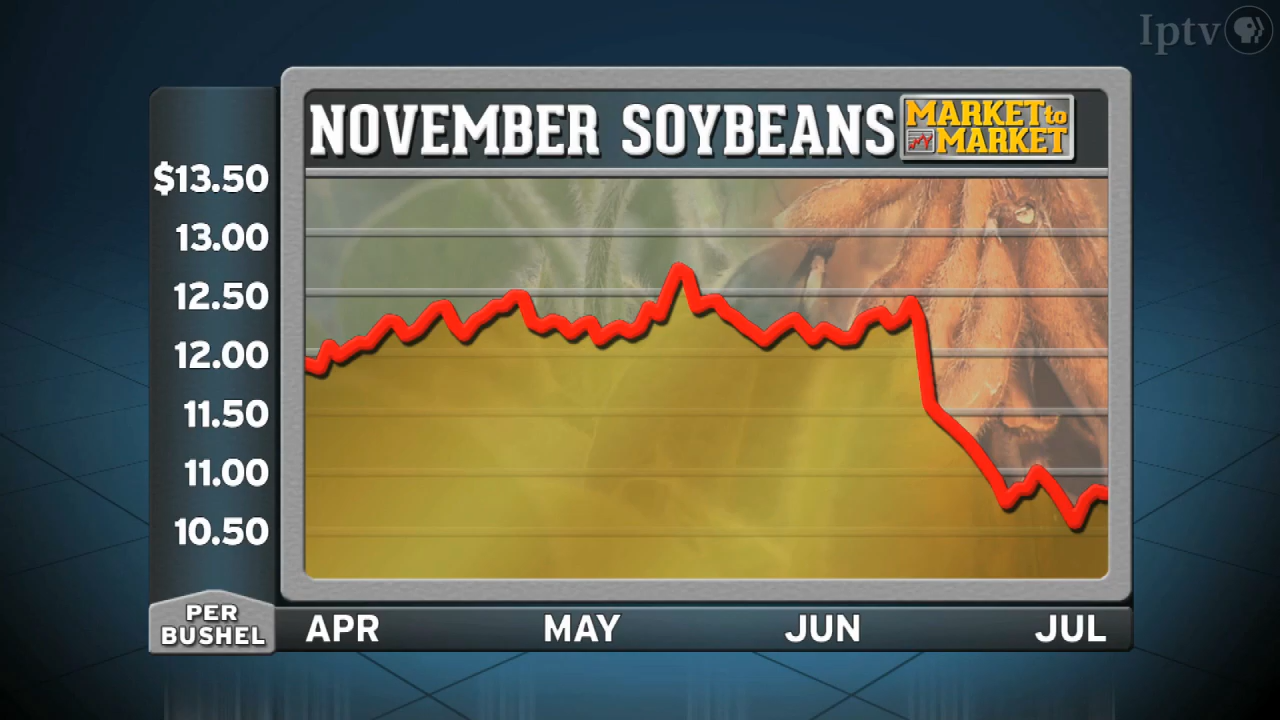 Iptv
NOVEMBER SOYBEANS
MARKET to
MARKET
$13.50
13.00
12.50
12.00
11.50
11.00
10.50
PER
BUSHEL
APR MAY JUN JUL